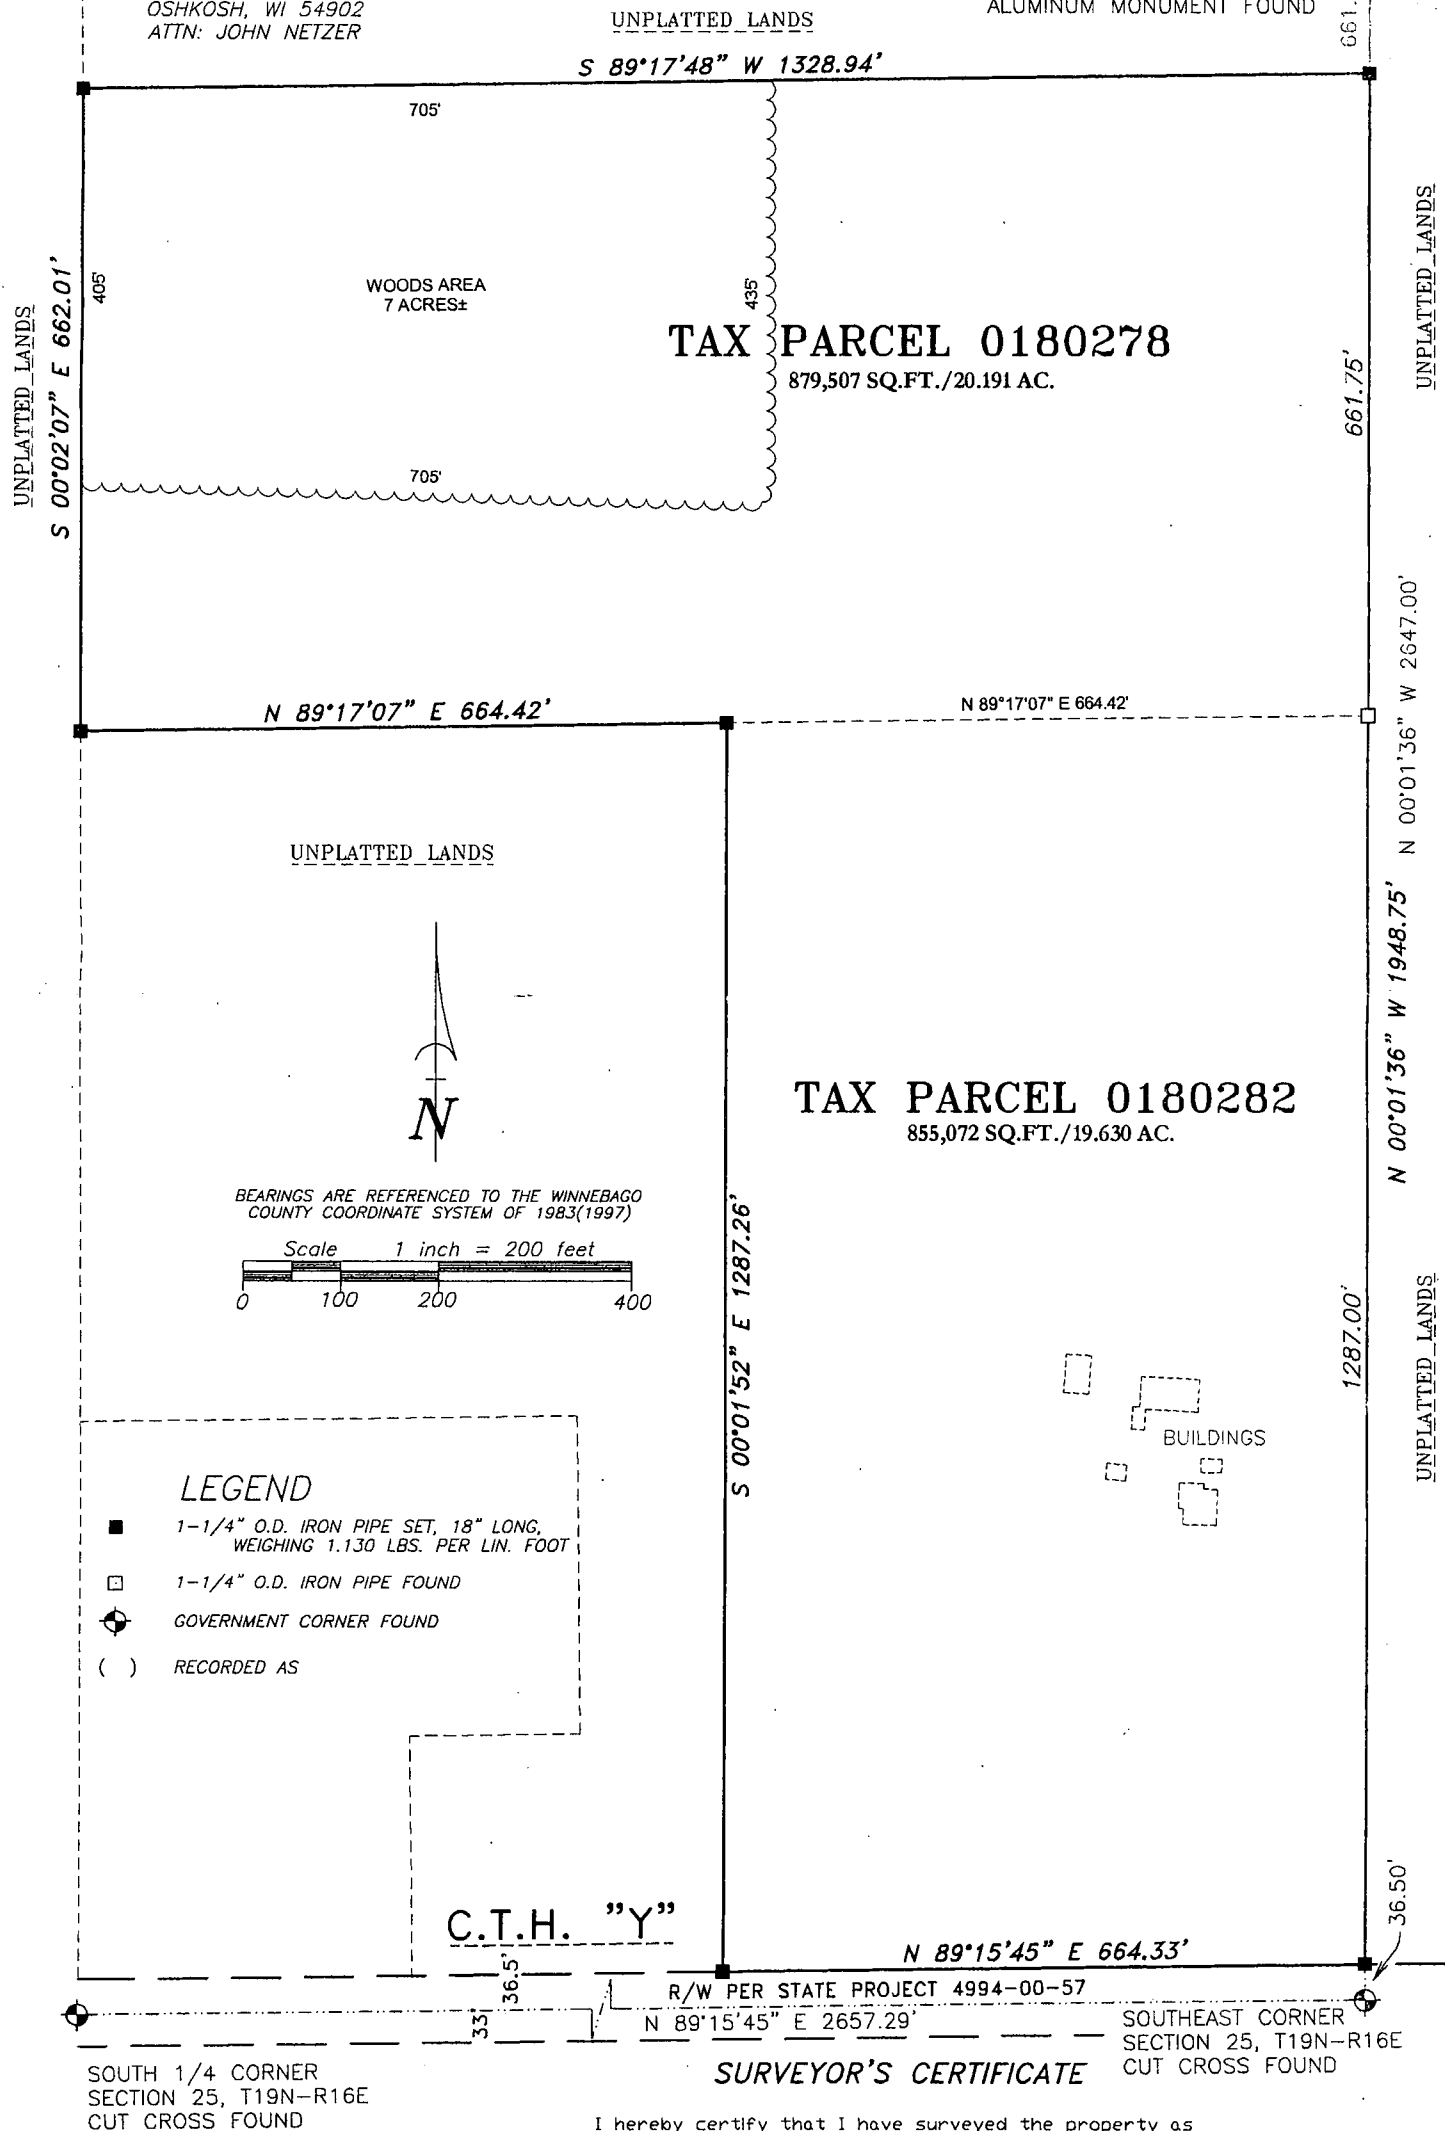 OSHKOSH, WI 54902
ATTN: JOHN NETZER
UNPLATTED LANDS
ALUMINUM MONUMENT FOUND
661.
S 89°17'48" W 1328.94'
705'
UNPLATTED LANDS
S 00°02'07" E 662.01'
405'
WOODS AREA
7 ACRES±
435'
TAX PARCEL 0180278
879,507 SQ.FT./20.191 AC.
661.75'
UNPLATTED LANDS
705'
N 89°17'07" E 664.42'
N 89°17'07" E 664.42'
N 00°01'36" W 2647.00'
UNPLATTED LANDS
N 00°01'36" W 1948.75'
N
TAX PARCEL 0180282
855,072 SQ.FT./19.630 AC.
BEARINGS ARE REFERENCED TO THE WINNEBAGO
COUNTY COORDINATE SYSTEM OF 1983(1997)
Scale 1 inch = 200 feet
0 100 200 400
S 00°01'52" E 1287.26'
1287.00'
UNPLATTED LANDS
BUILDINGS
LEGEND
1-1/4" O.D. IRON PIPE SET, 18" LONG,
WEIGHING 1.130 LBS. PER LIN. FOOT
1-1/4" O.D. IRON PIPE FOUND
GOVERNMENT CORNER FOUND
( ) RECORDED AS
C.T.H. "Y"
36.50'
N 89°15'45" E 664.33'
36.5'
R/W PER STATE PROJECT 4994-00-57
33'
N 89°15'45" E 2657.29'
SOUTHEAST CORNER
SECTION 25, T19N-R16E
CUT CROSS FOUND
SOUTH 1/4 CORNER
SECTION 25, T19N-R16E
CUT CROSS FOUND
SURVEYOR'S CERTIFICATE
I hereby certify that I have surveyed the property as